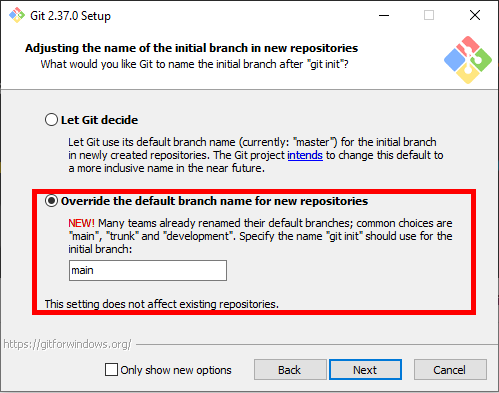 Git 2.37.0 Setup
Adjusting the name of the initial branch in new repositories
What would you like Git to name the initial branch after "git init"?
Let Git decide
Let Git use its default branch name (currently: "master") for the initial branch
in newly created repositories. The Git project intends to change this default to
a more inclusive name in the near future.
Override the default branch name for new repositories
NEW! Many teams already renamed their default branches; common choices are
"main", "trunk" and "development". Specify the name "git init" should use for the
initial branch:
main
This setting does not affect existing repositories.
https://gitforwindows.org/
Only show new options
Back
Next
Cancel